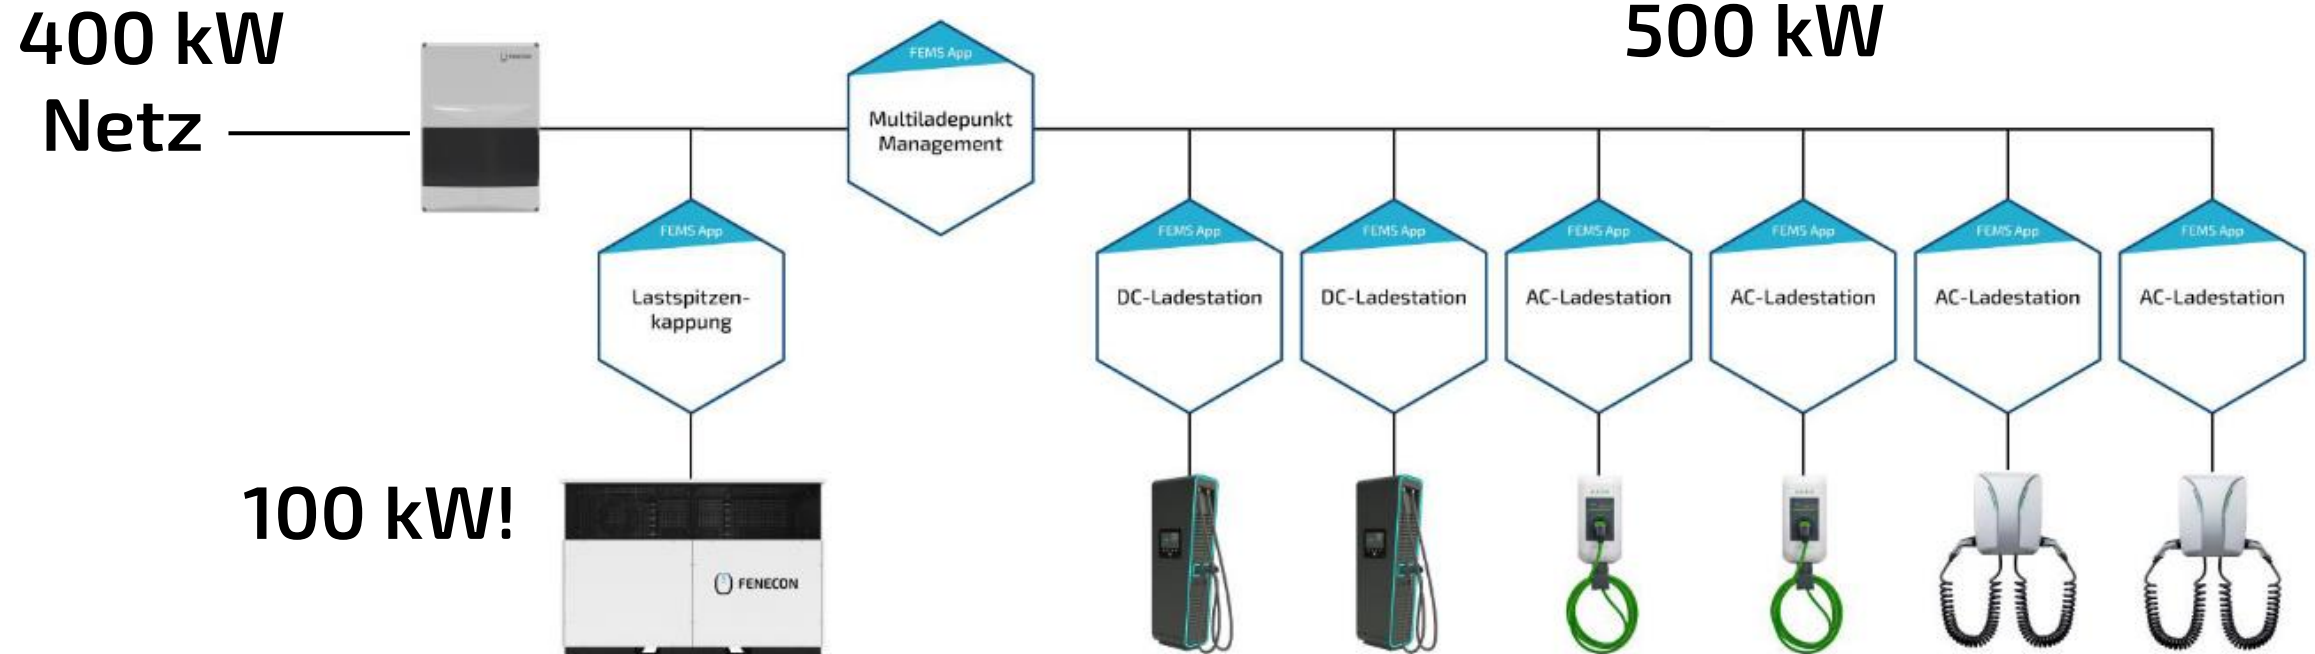 400 kW
Netz
FENECON
FEMS App
Multiladepunkt
Management
500 kW
FEMS App
Lastspitzen-
kappung
FEMS App
DC-Ladestation
FEMS App
DC-Ladestation
FEMS App
AC-Ladestation
FEMS App
AC-Ladestation
FEMS App
AC-Ladestation
FEMS App
AC-Ladestation
100 kW!
FENECON